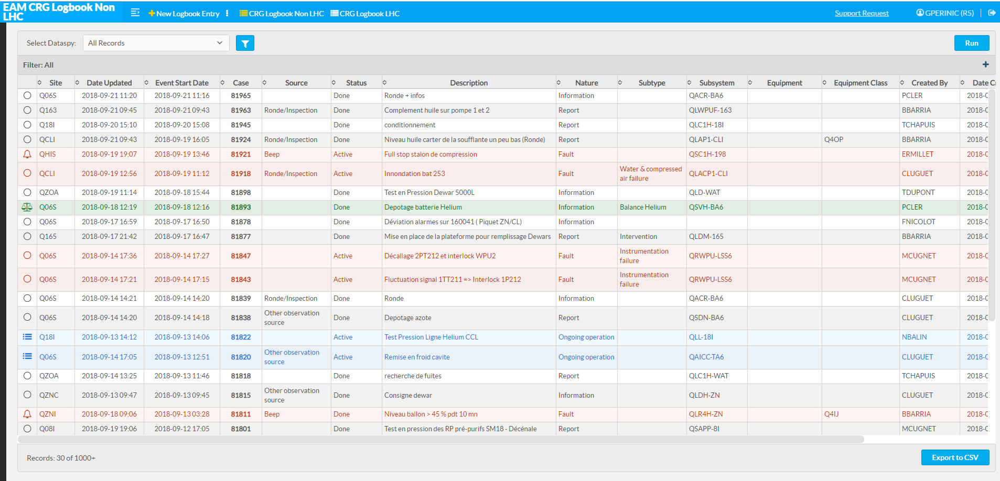 EAM CRG Logbook Non
LHC
New Logbook Entry CRG Logbook Non LHC CRG Logbook LHC Support Request GPERINIC (R5)
Select Dataspy: All Records Run
Filter: All
Site Date Updated Event Start Date Case Source Status Description Nature Subtype Subsystem Equipment Equipment Class Created By Date C
Q06S 2018-09-21 11:20 2018-09-21 11:16 81965 Done Ronde + infos Information QACR-BA6 PCLER 2018-0
Q163 2018-09-21 09:45 2018-09-21 09:43 81963 Ronde/Inspection Done Complement huile sur pompe 1 et 2 Report QLWPUF-163 BBARRIA 2018-0
Q18I 2018-09-20 15:10 2018-09-20 15:08 81945 Done conditionnement Report QLC1H-18I TCHAPUIS 2018-0
QCLI 2018-09-21 09:43 2018-09-19 16:05 81924 Ronde/Inspection Done Niveau huile carter de la soufflante un peu bas (Ronde) Report QLAP1-CLI Q4OP BBARRIA 2018-0
QHIS 2018-09-19 19:07 2018-09-19 13:46 81921 Beep Active Full stop staion de compression Fault QSC1H-198 ERMILLET 2018-0
QCLI 2018-09-19 12:56 2018-09-19 11:12 81918 Ronde/Inspection Active Innondation bat 253 Fault Water & compressed QLACP1-CLI CLUGUET 2018-0
air failure
QZOA 2018-09-19 11:14 2018-09-18 15:44 81898 Done Test en Pression Dewar 5000L Information QLD-WAT TDUPONT 2018-0
Q06S 2018-09-18 12:19 2018-09-18 12:16 81893 Done Depotage batterie Helium Information Balance Helium QSVH-BA6 PCLER 2018-0
Q06S 2018-09-17 16:59 2018-09-17 16:50 81878 Done Déviation alarmes sur 160041 ( Piquet ZN/CL) Information FNICOLOT 2018-0
Q165 2018-09-17 21:42 2018-09-17 16:47 81877 Done Mise en place de la plateforme pour remplissage Dewars Report Intervention QLDM-165 BBARRIA 2018-0
Q06S 2018-09-14 17:36 2018-09-14 17:27 81847 Active Décallage 2PT212 et interlock WPU2 Fault Instrumentation QRWPU-LSS6 MCUGNET 2018-0
failure
Q06S 2018-09-14 17:21 2018-09-14 17:15 81843 Active Fluctuation signal 1TT211 => Interlock 1P212 Fault Instrumentation QRWPU-LSS6 MCUGNET 2018-0
failure
Q06S 2018-09-14 14:21 2018-09-14 14:20 81839 Ronde/Inspection Done Ronde Information QACR-BA6 CLUGUET 2018-0
Q06S 2018-09-14 14:20 2018-09-14 14:18 81838 Other observation Done Depotage azote Report QSDN-BA6 CLUGUET 2018-0
source
Q18I 2018-09-13 14:12 2018-09-13 14:06 81822 Active Test Pression Ligne Helium CCL Ongoing operation QLL-18I NBALIN 2018-0
Q06S 2018-09-14 17:05 2018-09-13 12:51 81820 Other observation Active Remise en froid cavite Ongoing operation QAICC-TA6 CLUGUET 2018-0
source
QZOA 2018-09-14 13:25 2018-09-13 11:46 81818 Done recherche de fuites Report QLC1H-WAT TCHAPUIS 2018-0
QZNC 2018-09-13 09:47 2018-09-13 09:45 81815 Other observation Done Consigne dewar Information QLDH-ZN CLUGUET 2018-0
source
QZNI 2018-09-18 09:06 2018-09-13 03:28 81811 Beep Done Niveau ballon > 45 % pdt 10 mn Fault QLR4H-ZN Q4IJ BBARRIA 2018-0
Q08I 2018-09-19 19:06 2018-09-12 17:05 81801 Done Test en pression des RP pré-purifs SM18 - Décénale Report QSAPP-8I MCUGNET 2018-0
Records: 30 of 1000+ Export to CSV